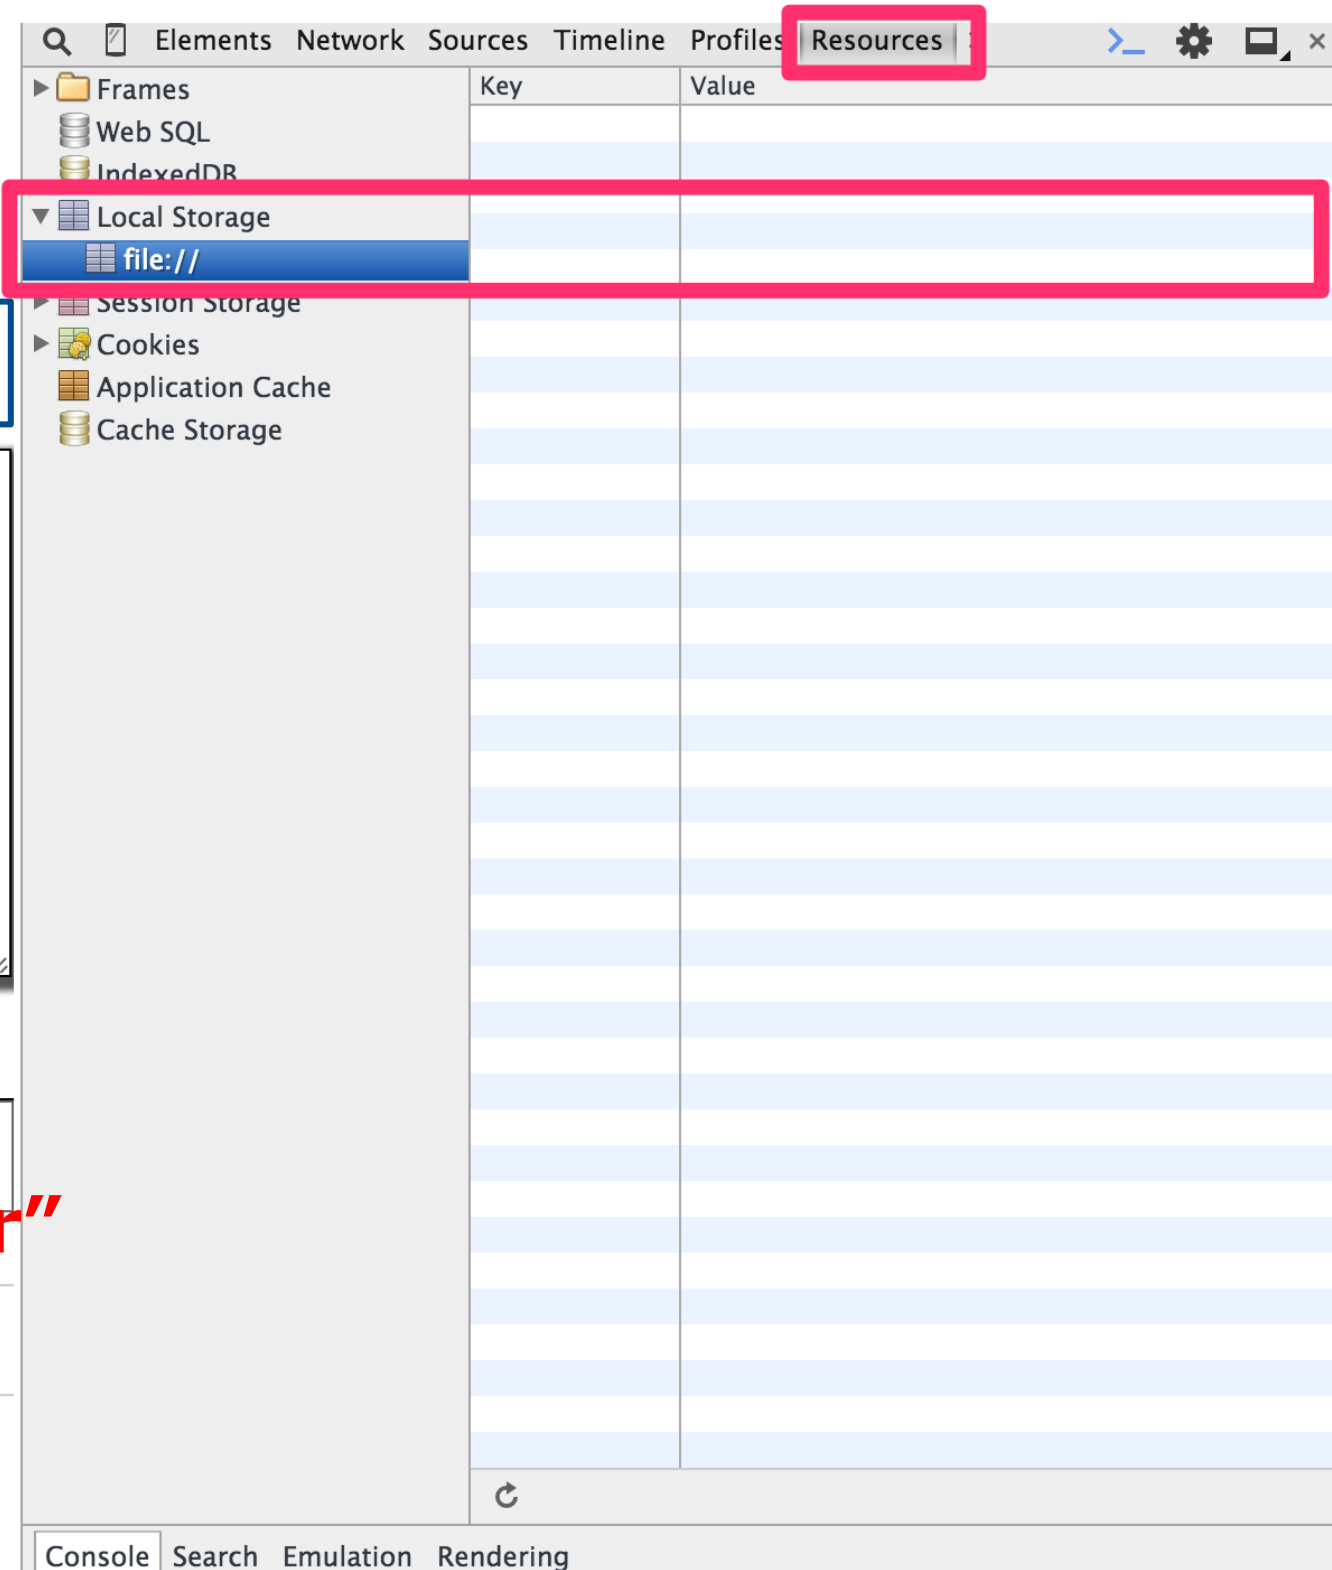 Elements Network Sources Timeline Profiles Resources
Key Value
Frames
Web SQL
IndexedDB
Local Storage
file://
Session Storage
Cookies
Application Cache
Cache Storage
r”
Console Search Emulation Rendering